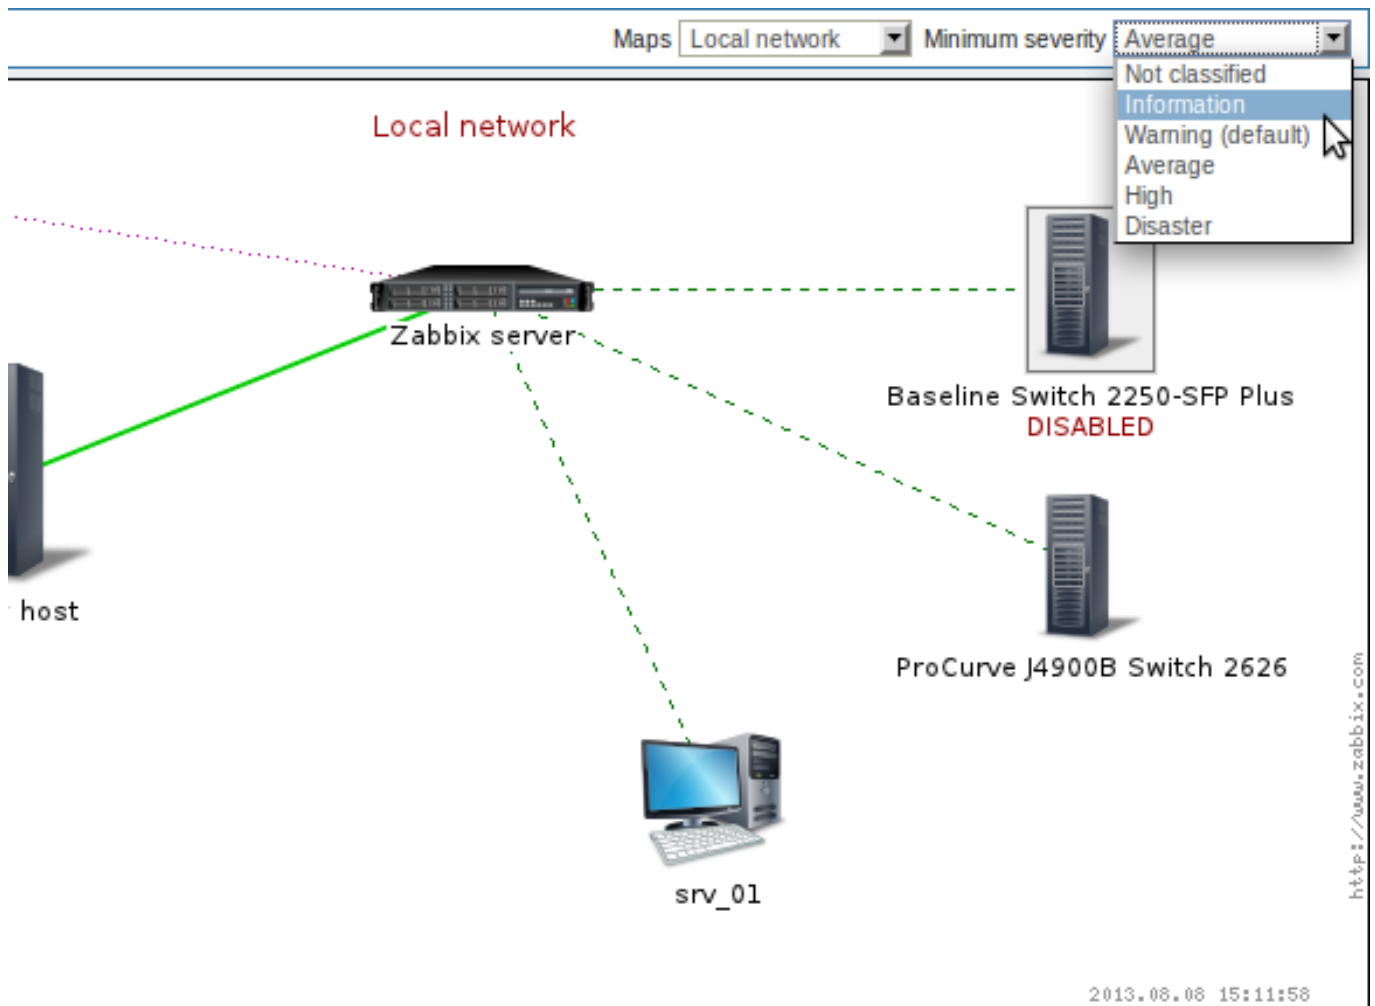 Maps Local network Minimum severity Average
Not classified
Information
Warning (default)
Average
High
Disaster
Local network
Zabbix server
Baseline Switch 2250-SFP Plus
DISABLED
host
ProCurve J4900B Switch 2626
srv_01
http://www.zabbix.com
2013.08.08 15:11:58